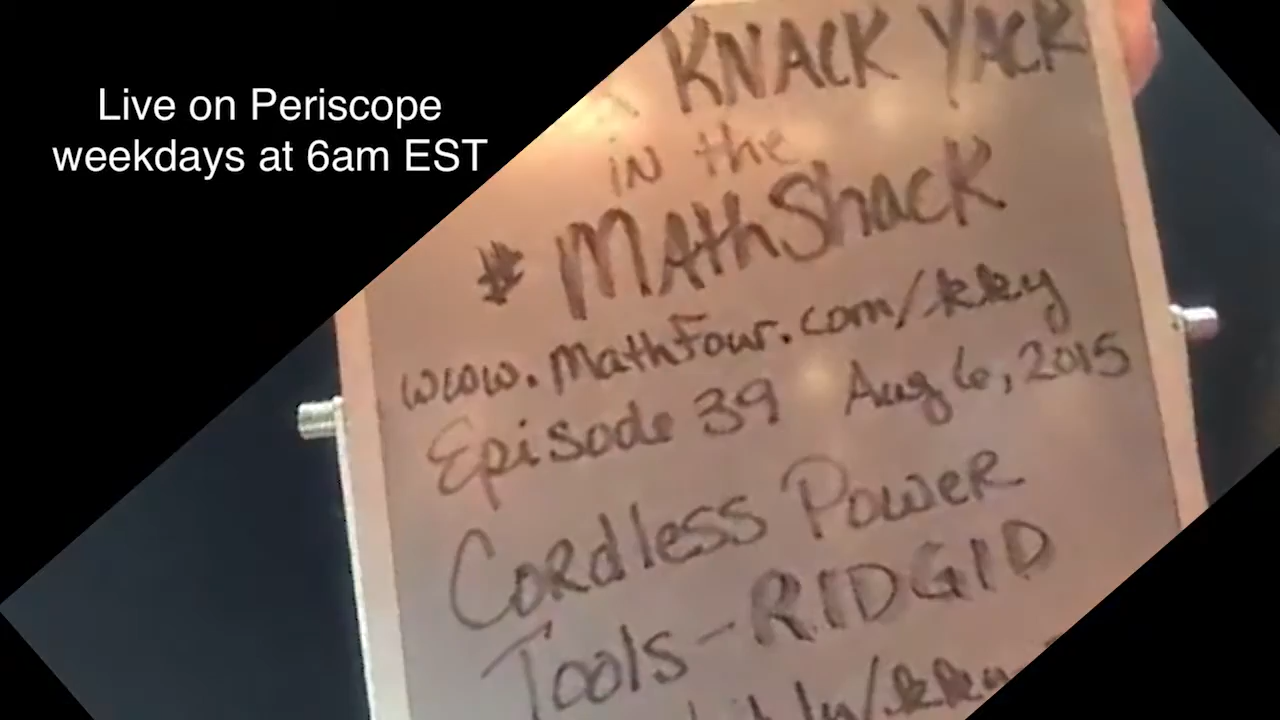 Live on Periscope
weekdays at 6am EST
KNACK YACK
in the
#MathShack
www.MathFour.com/kky
Episode 39 Aug 6, 2015
Cordless Power
Tools-RIDGID